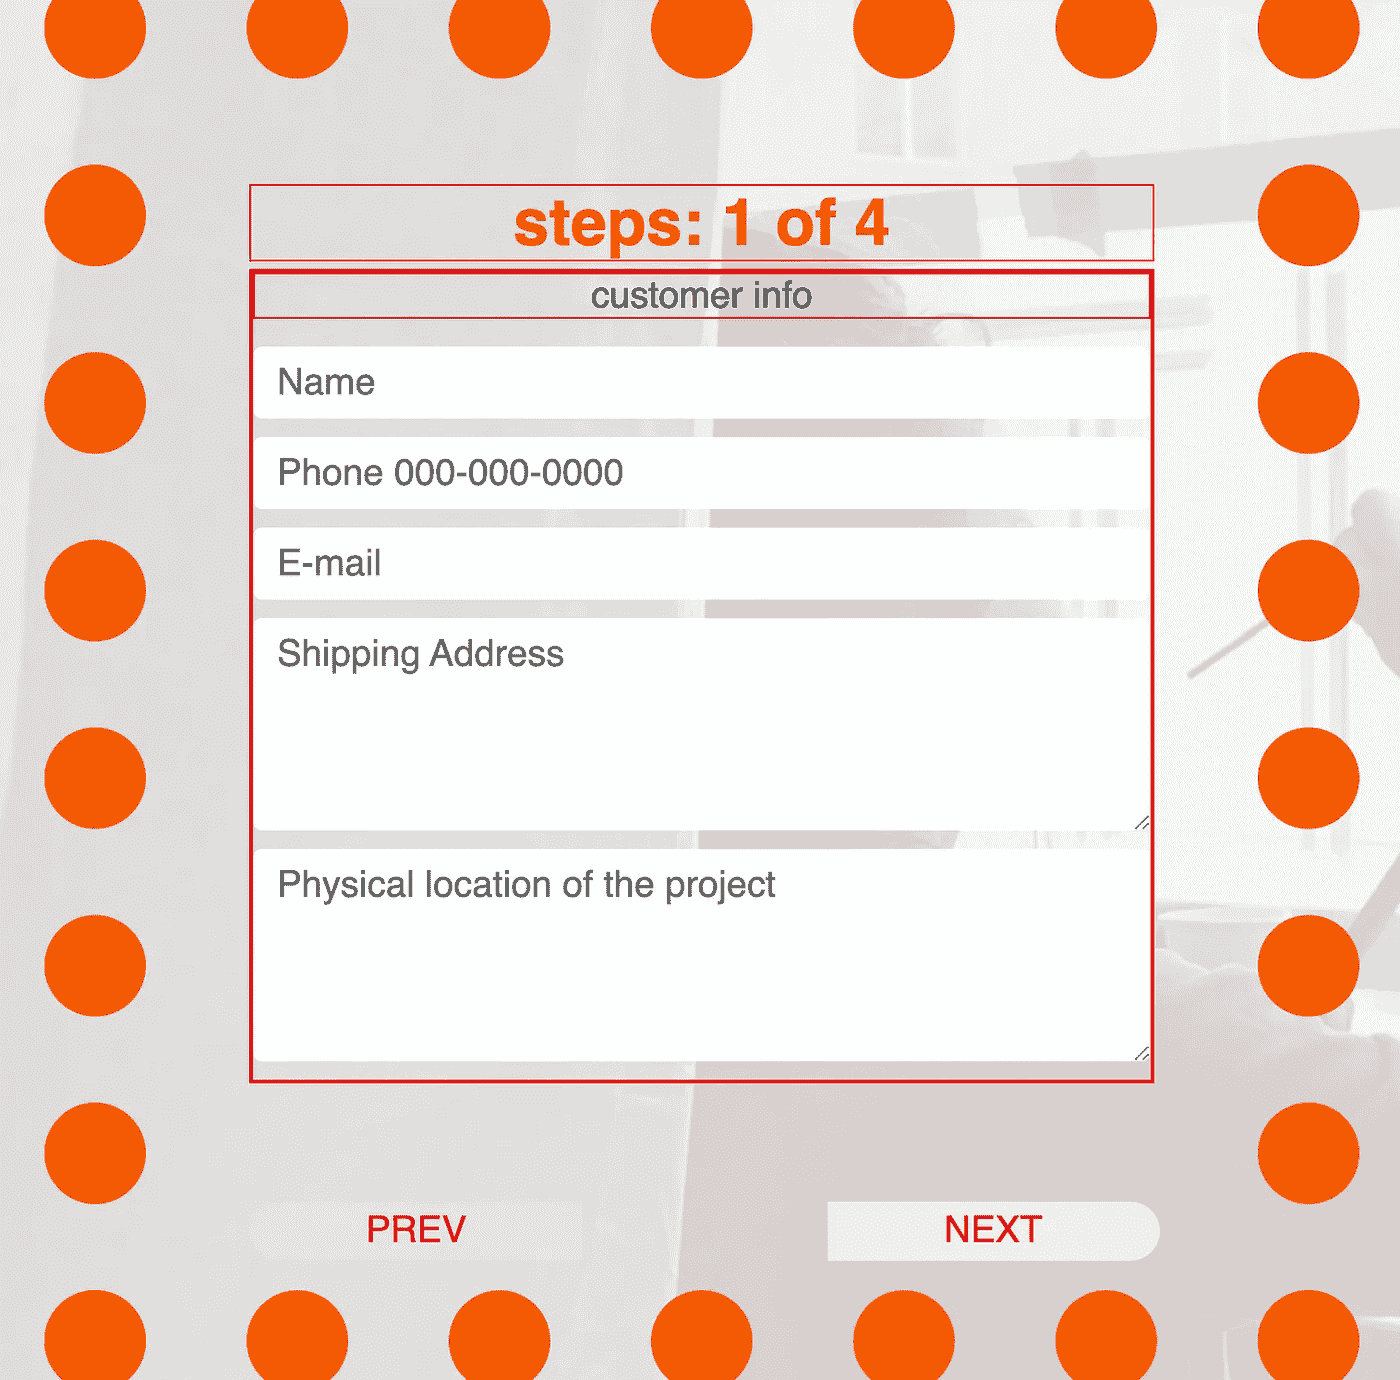 steps: 1 of 4
customer info
Name
Phone 000-000-0000
E-mail
Shipping Address
Physical location of the project
PREV
NEXT